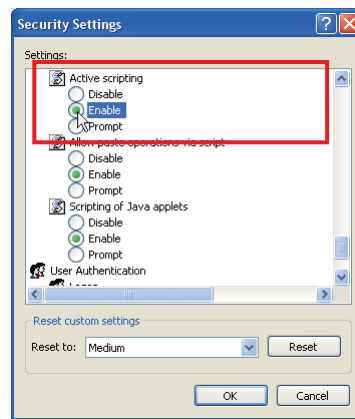 Security Settings
Settings:
Active scripting
Disable
Enable
Prompt
Allow paste operations via script
Disable
Enable
Prompt
Scripting of Java applets
Disable
Enable
Prompt
User Authentication
Logon
Reset custom settings
Reset to: Medium Reset
OK Cancel